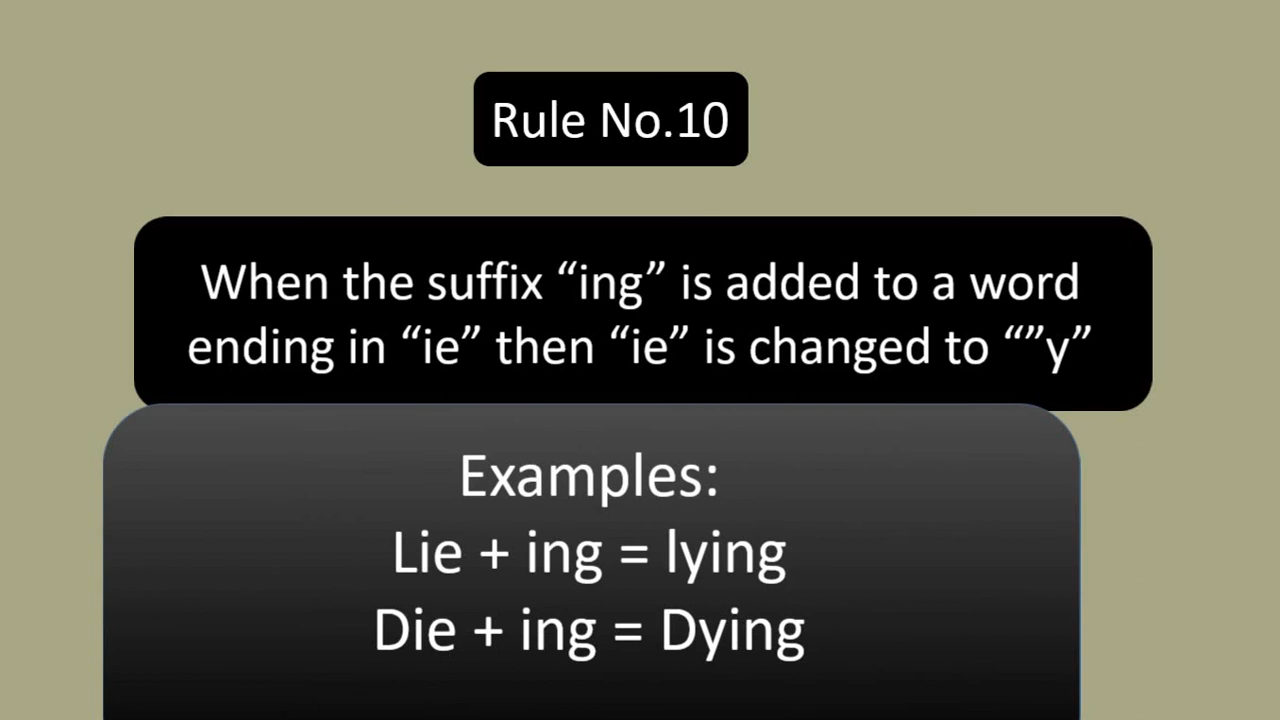 Rule No.10
When the suffix “ing” is added to a word
ending in “ie” then “ie” is changed to “”y”
Examples:
Lie + ing = lying
Die + ing = Dying